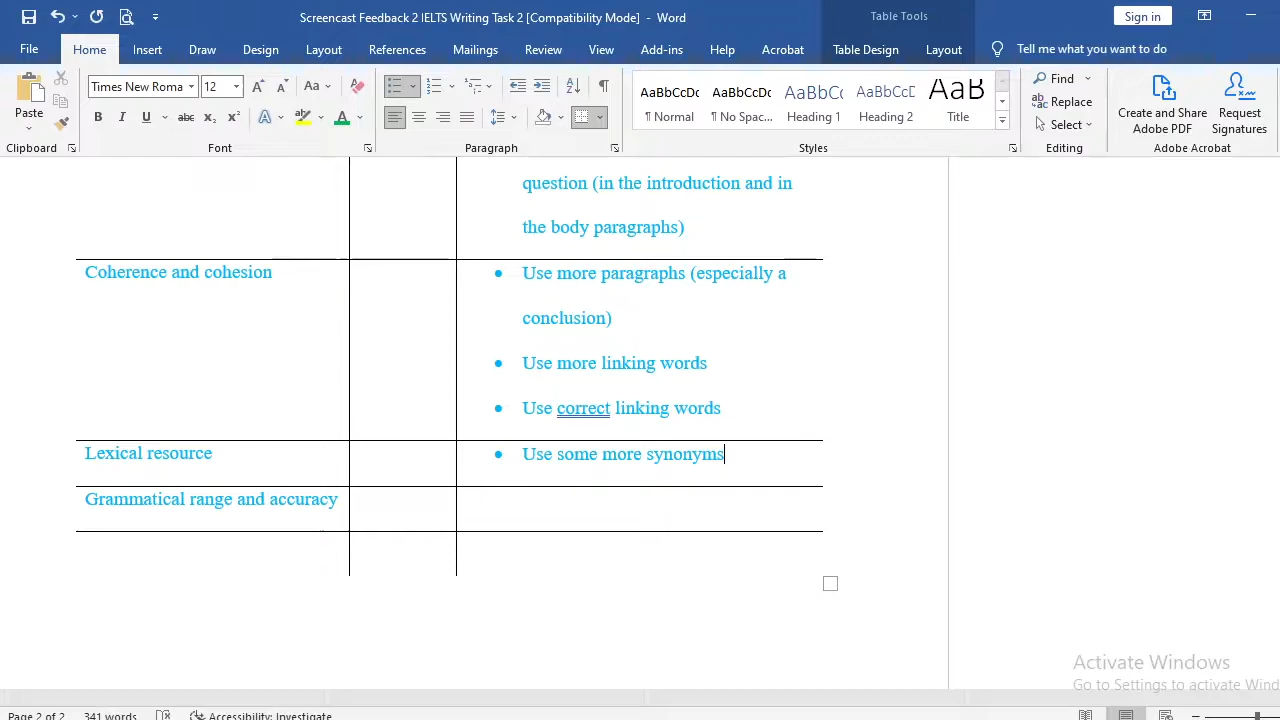 Screencast Feedback 2 IELTS Writing Task 2 [Compatibility Mode] - Word
Table Tools
Sign in
File Home Insert Draw Design Layout References Mailings Review View Add-ins Help Acrobat Table Design Layout Tell me what you want to do
Paste
Clipboard
Times New Roma 12
Font
Paragraph
AaBbCcDc AaBbCcDc AaBbCc AaBbCcD AaB
¶ Normal ¶ No Spac... Heading 1 Heading 2 Title
Styles
Find
Replace
Select
Editing
Create and Share
Adobe PDF
Request
Signatures
Adobe Acrobat
question (in the introduction and in
the body paragraphs)
Coherence and cohesion
• Use more paragraphs (especially a
conclusion)
• Use more linking words
• Use correct linking words
Lexical resource
• Use some more synonyms
Grammatical range and accuracy
Activate Windows
Go to Settings to activate Wind
Page 2 of 2 341 words Accessibility: Investigate